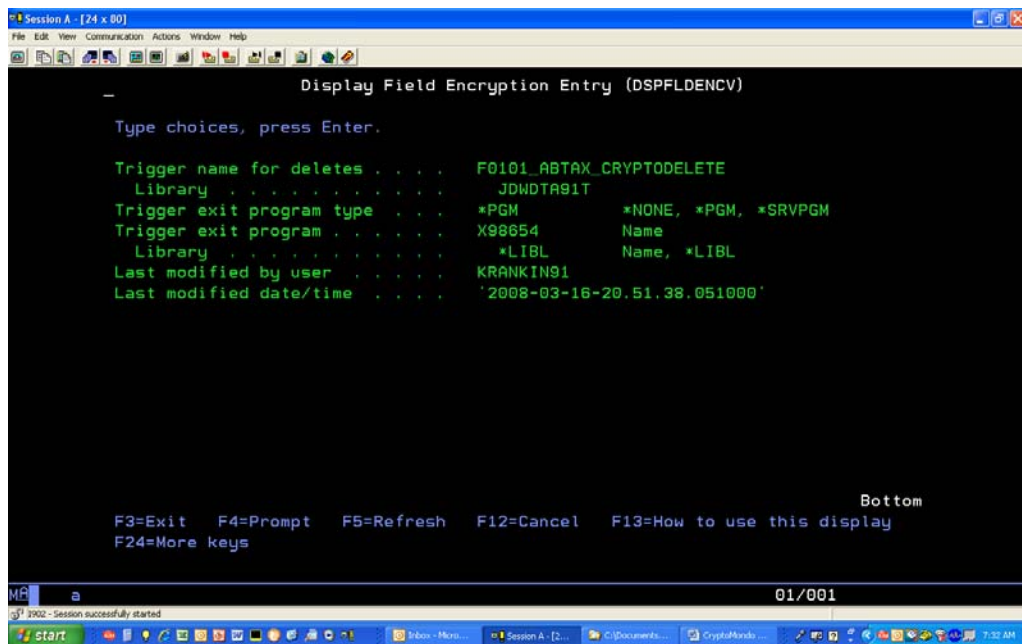 Session A - [24 x 80]
File Edit View Communication Actions Window Help
Display Field Encryption Entry (DSPFLDENCV)
Type choices, press Enter.
Trigger name for deletes . . . . F0101_ABTAX_CRYPTODELETE
Library . . . . . . . . . . . JDWDTA91T
Trigger exit program type . . . *PGM *NONE, *PGM, *SRVPGM
Trigger exit program . . . . . . X98654 Name
Library . . . . . . . . . . . *LIBL Name, *LIBL
Last modified by user . . . . . KRANKIN91
Last modified date/time . . . . '2008-03-16-20.51.38.051000'
Bottom
F3=Exit F4=Prompt F5=Refresh F12=Cancel F13=How to use this display
F24=More keys
MA a 01/001
I902 - Session successfully started
start Inbox - Micro... Session A - [2... C:\Documents... CryptoMondo ... 7:32 AM